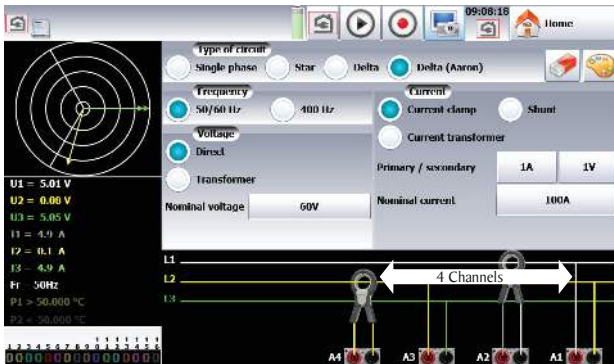 09:08:16
Home
Type of circuit
Single phase Star Delta Delta (Aaron)
Frequency
50/60 Hz 400 Hz
Current
Current clamp Shunt
Current transformer
Primary / secondary 1A 1V
Nominal current 100A
Voltage
Direct
Transformer
Nominal voltage 60V
U1 = 5.01 V
U2 = 0.00 V
U3 = 5.05 V
I1 = 4.9 A
I2 = 0.1 A
I3 = 4.9 A
Fr = 50Hz
P1 > 50.000 °C
P2 < -50.000 °C
L1
L2
L3
4 Channels
A4 A3 A2 A1